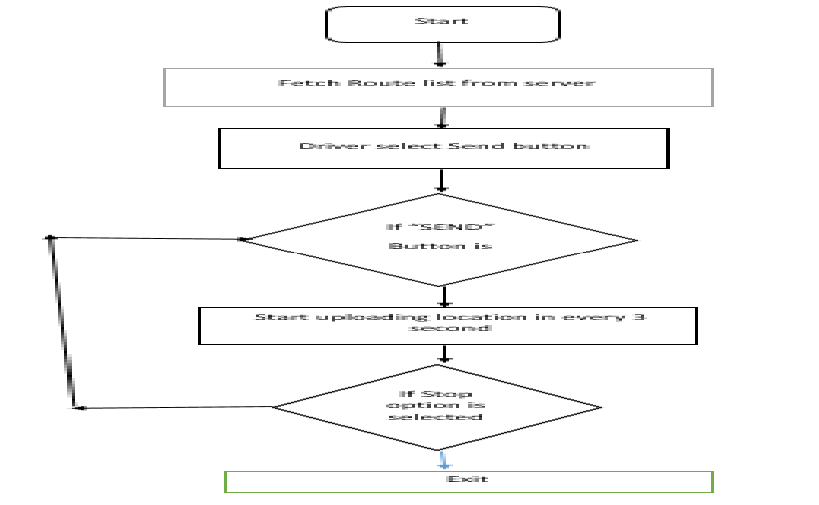 Start
Fetch Route list from server
Driver select Send button
If "SEND"
Button is
Start uploading location in every 3
second
If Stop
option is
selected
Exit